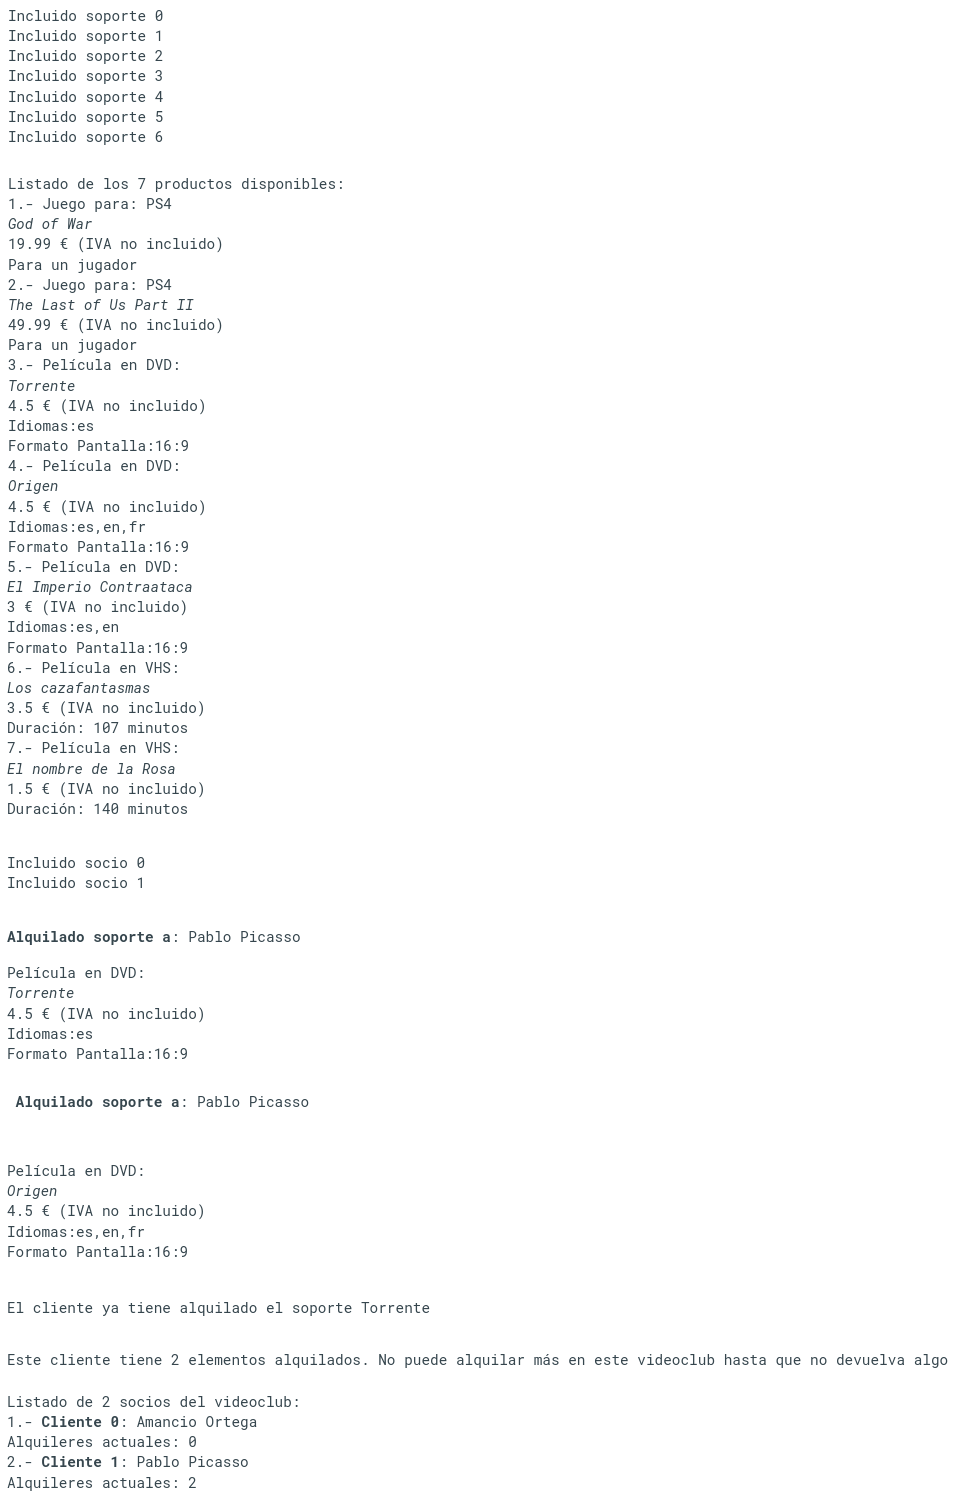 Incluido soporte 0
Incluido soporte 1
Incluido soporte 2
Incluido soporte 3
Incluido soporte 4
Incluido soporte 5
Incluido soporte 6
Listado de los 7 productos disponibles:
1.- Juego para: PS4
God of War
19.99 € (IVA no incluido)
Para un jugador
2.- Juego para: PS4
The Last of Us Part II
49.99 € (IVA no incluido)
Para un jugador
3.- Película en DVD:
Torrente
4.5 € (IVA no incluido)
Idiomas:es
Formato Pantalla:16:9
4.- Película en DVD:
Origen
4.5 € (IVA no incluido)
Idiomas:es,en,fr
Formato Pantalla:16:9
5.- Película en DVD:
El Imperio Contraataca
3 € (IVA no incluido)
Idiomas:es,en
Formato Pantalla:16:9
6.- Película en VHS:
Los cazafantasmas
3.5 € (IVA no incluido)
Duración: 107 minutos
7.- Película en VHS:
El nombre de la Rosa
1.5 € (IVA no incluido)
Duración: 140 minutos
Incluido socio 0
Incluido socio 1
Alquilado soporte a: Pablo Picasso
Película en DVD:
Torrente
4.5 € (IVA no incluido)
Idiomas:es
Formato Pantalla:16:9
Alquilado soporte a: Pablo Picasso
Película en DVD:
Origen
4.5 € (IVA no incluido)
Idiomas:es,en,fr
Formato Pantalla:16:9
El cliente ya tiene alquilado el soporte Torrente
Este cliente tiene 2 elementos alquilados. No puede alquilar más en este videoclub hasta que no devuelva algo
Listado de 2 socios del videoclub:
1.- Cliente 0: Amancio Ortega
Alquileres actuales: 0
2.- Cliente 1: Pablo Picasso
Alquileres actuales: 2